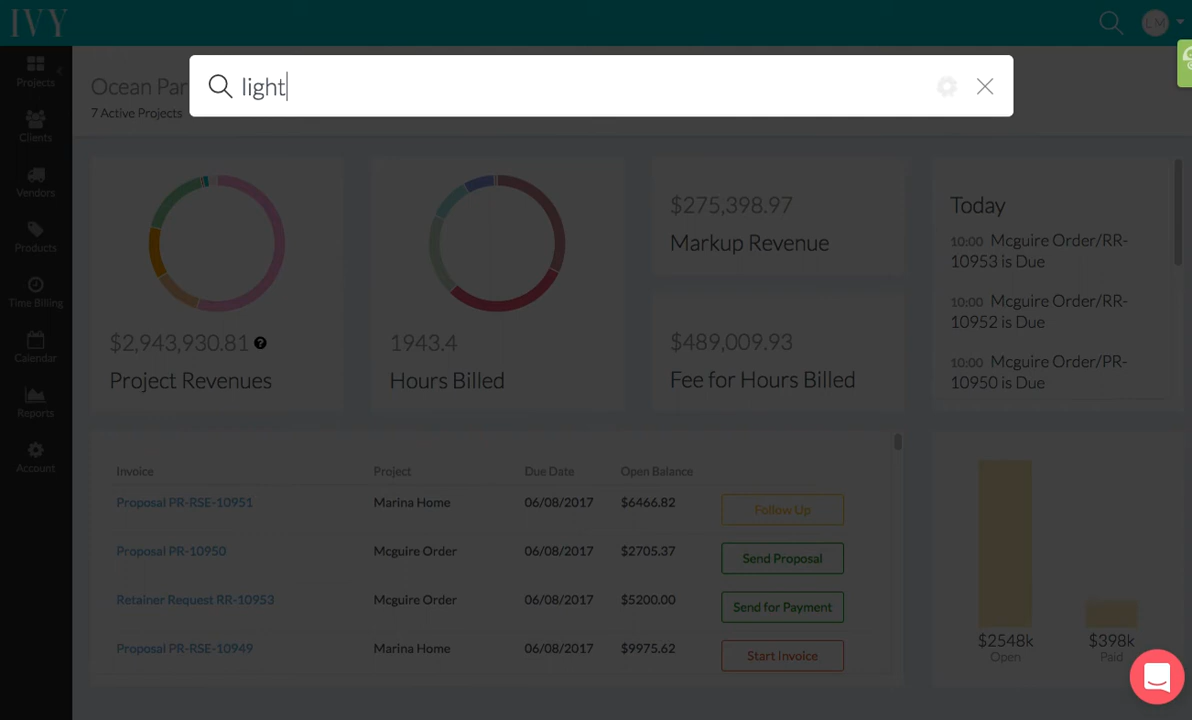 IVY
LM
light
Projects
Clients
Vendors
Products
Time Billing
Calendar
Reports
Account
Ocean Par
7 Active Projects
$2,943,930.81 ?
Project Revenues
1943.4
Hours Billed
$275,398.97
Markup Revenue
$489,009.93
Fee for Hours Billed
Today
10:00 Mcguire Order/RR-
10953 is Due
10:00 Mcguire Order/RR-
10952 is Due
10:00 Mcguire Order/PR-
10950 is Due
Invoice Project Due Date Open Balance
Proposal PR-RSE-10951 Marina Home 06/08/2017 $6466.82 Follow Up
Proposal PR-10950 Mcguire Order 06/08/2017 $2705.37 Send Proposal
Retainer Request RR-10953 Mcguire Order 06/08/2017 $5200.00 Send for Payment
Proposal PR-RSE-10949 Marina Home 06/08/2017 $9975.62 Start Invoice
$2548k $398k
Open Paid